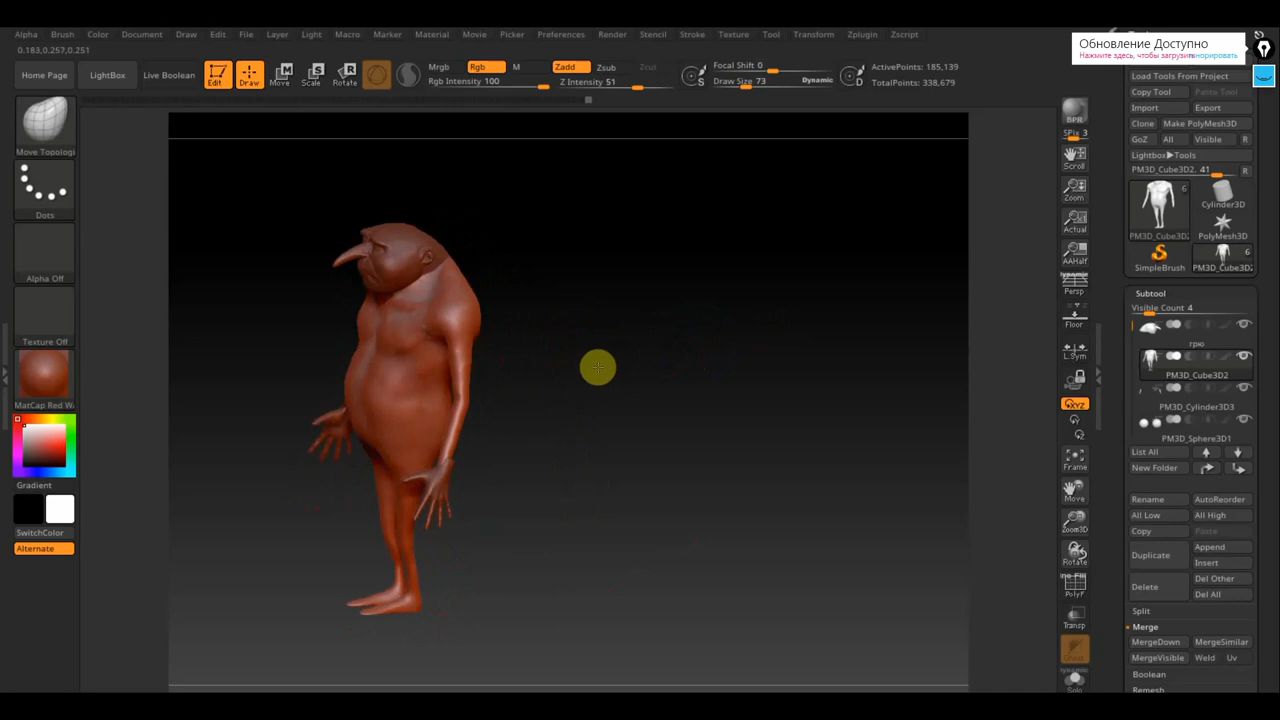 Alpha Brush Color Document Draw Edit File Layer Light Macro Marker Material Movie Picker Preferences Render Stencil Stroke Texture Tool Transform Zplugin Zscript
0.183,0.257,0.251
Обновление Доступно
Нажмите здесь, чтобы загрузить
Home Page LightBox Live Boolean Edit Draw Move Scale Rotate
Mrgb Rgb M Zadd Zsub Zcut
Rgb Intensity 100 Z Intensity 51
Focal Shift 0
Draw Size 73 Dynamic
S
D
ActivePoints: 185,139
TotalPoints: 338,679
Move Topologi
Dots
Alpha Off
Texture Off
MatCap Red W
Gradient
SwitchColor
Alternate
BPR
SPix 3
Scroll
Zoom
Actual
AAHalf
Persp
Floor
L.Sym
XYZ
Frame
Move
Zoom3D
Rotate
PolyF
Transp
Solo
Load Tools From Project
Copy Tool Paste Tool
Import Export
Clone Make PolyMesh3D
GoZ All Visible R
Lightbox▶Tools
PM3D_Cube3D2. 41 R
6
Cylinder3D
PM3D_Cube3D2 PolyMesh3D
6
SimpleBrush PM3D_Cube3D2
Subtool
Visible Count 4
грю
PM3D_Cube3D2
PM3D_Cylinder3D3
PM3D_Sphere3D1
List All
New Folder
Rename AutoReorder
All Low All High
Copy Paste
Duplicate Append
Insert
Delete Del Other
Del All
Split
Merge
MergeDown MergeSimilar
MergeVisible Weld Uv
Boolean
Remesh